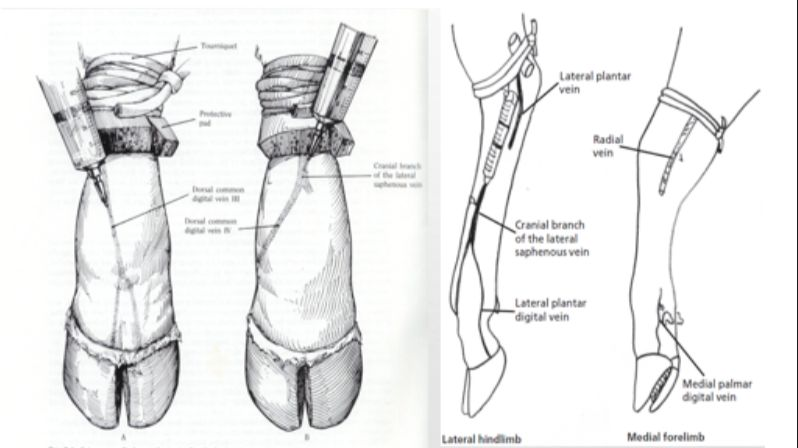 Tourniquet
Protective
pad
Dorsal common
digital vein III
Cranial branch
of the lateral
saphenous vein
Dorsal common
digital vein IV
A
B
Lateral plantar
vein
Radial
vein
Cranial branch
of the lateral
saphenous vein
Lateral plantar
digital vein
Medial palmar
digital vein
Lateral hindlimb
Medial forelimb